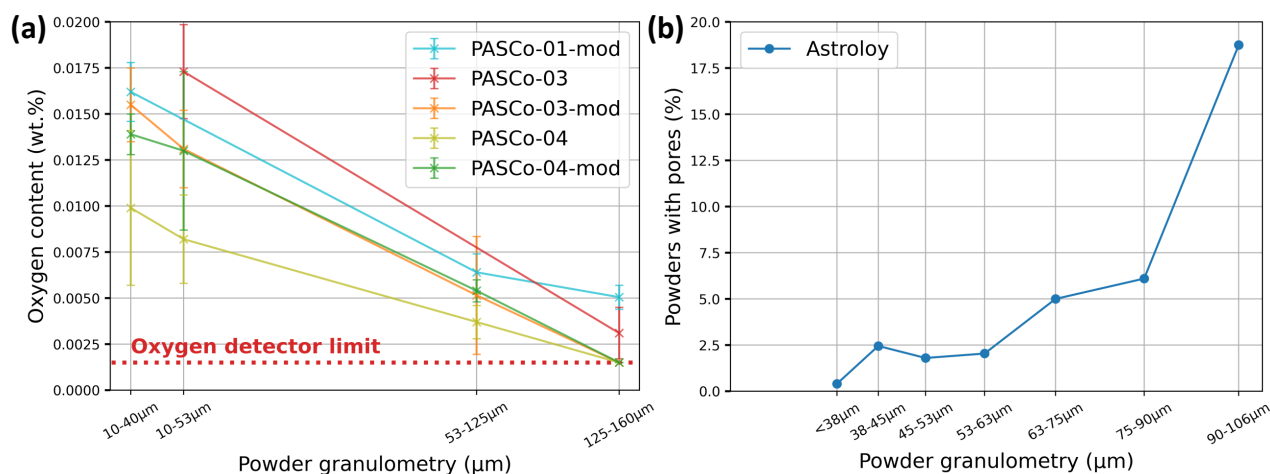 (a)
Oxygen content (wt.%)
0.0200
0.0175
0.0150
0.0125
0.0100
0.0075
0.0050
0.0025
0.0000
PASCo-01-mod
PASCo-03
PASCo-03-mod
PASCo-04
PASCo-04-mod
Oxygen detector limit
10-40μm
10-53μm
53-125μm
125-160μm
Powder granulometry (μm)
(b)
Powders with pores (%)
20.0
17.5
15.0
12.5
10.0
7.5
5.0
2.5
0.0
Astroloy
<38μm
38-45μm
45-53μm
53-63μm
63-75μm
75-90μm
90-106μm
Powder granulometry (μm)